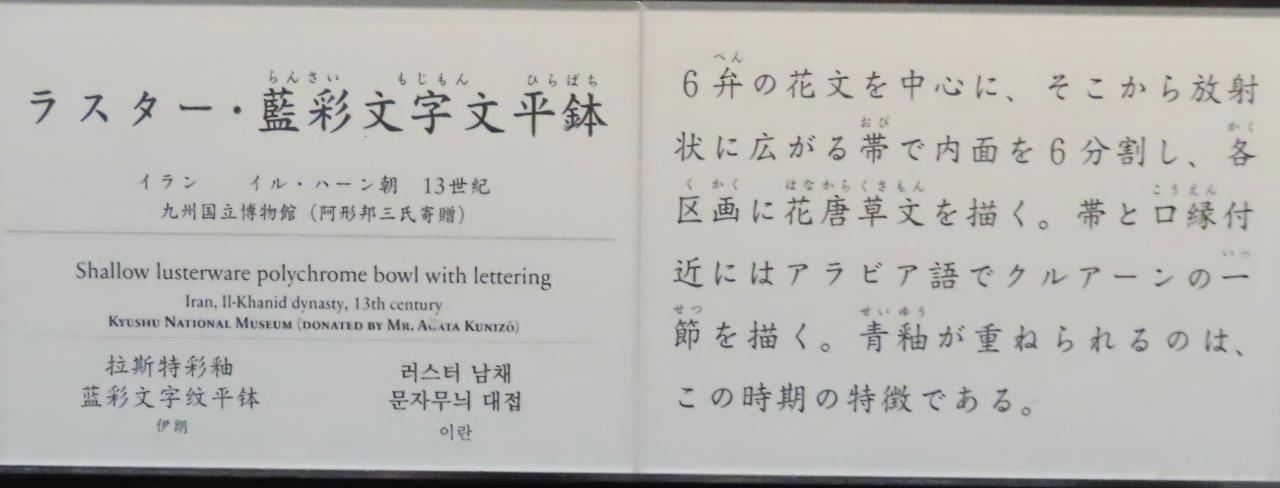 らんさい もじもん ひらばち
ラスター・藍彩文字文平鉢
イラン　イル・ハーン朝　13世紀
九州国立博物館（阿形邦三氏寄贈）
Shallow lusterware polychrome bowl with lettering
Iran, Il-Khanid dynasty, 13th century
KYUSHU NATIONAL MUSEUM (DONATED BY MR. AGATA KUNIZŌ)
拉斯特彩釉
蓝彩文字纹平钵
伊朗
러스터 남채
문자무늬 대접
이란
べん
6弁の花文を中心に、そこから放射
おび かく
状に広がる帯で内面を6分割し、各
くかく はなからくさもん こうえん
区画に花唐草文を描く。帯と口縁付
いっ
近にはアラビア語でクルアーンの一
せつ せいゆう
節を描く。青釉が重ねられるのは、
この時期の特徴である。